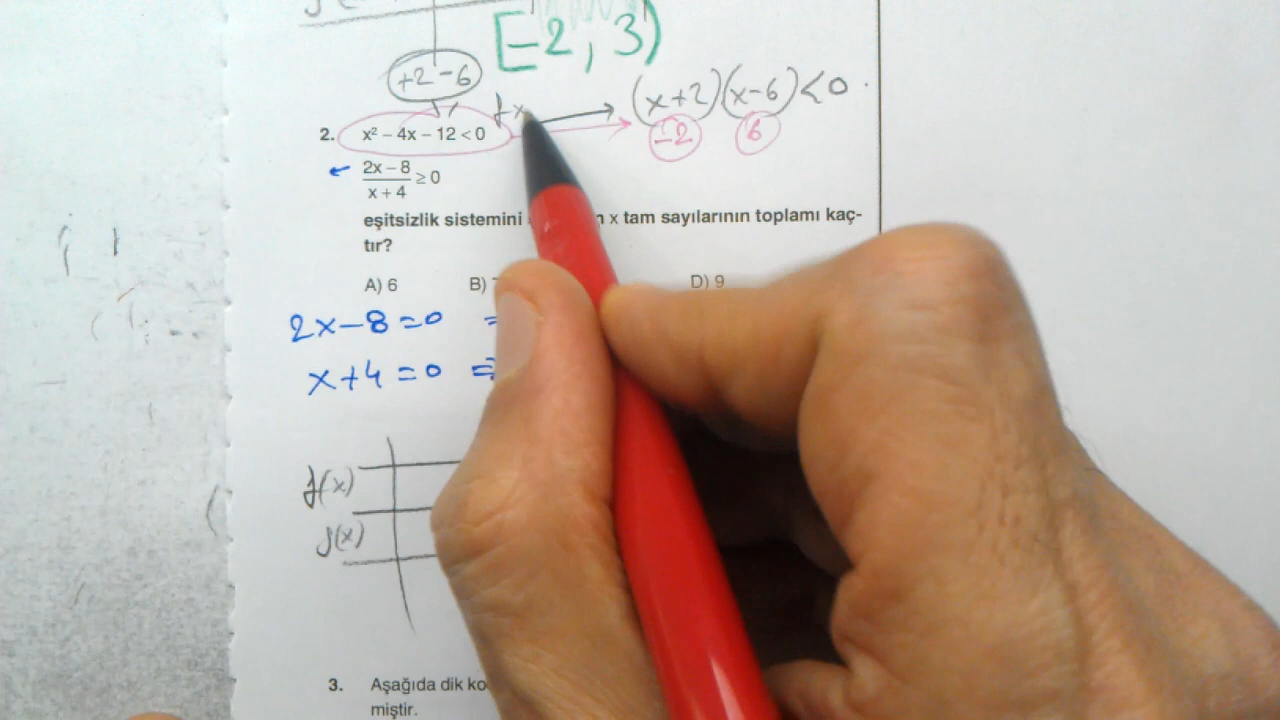 [-2, 3)
+2 -6
fx
(x+2)(x-6)<0
-2 6
2. x² – 4x – 12 < 0
2x – 8
x + 4
≥ 0
eşitsizlik sistemini x tam sayılarının toplamı kaç-
tır?
A) 6 B) D) 9
2x-8=0 =
x+4=0 =>
f(x)
g(x)
3. Aşağıda dik
miştir.